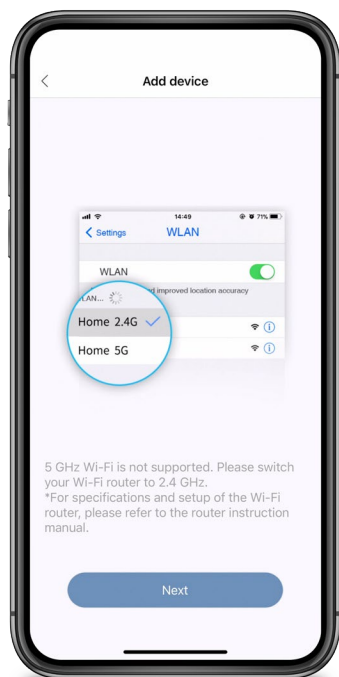 Add device
14:49
71%
Settings
WLAN
WLAN
improved location accuracy
Home 2.4G
Home 5G
5 GHz Wi-Fi is not supported. Please switch
your Wi-Fi router to 2.4 GHz.
*For specifications and setup of the Wi-Fi
router, please refer to the router instruction
manual.
Next